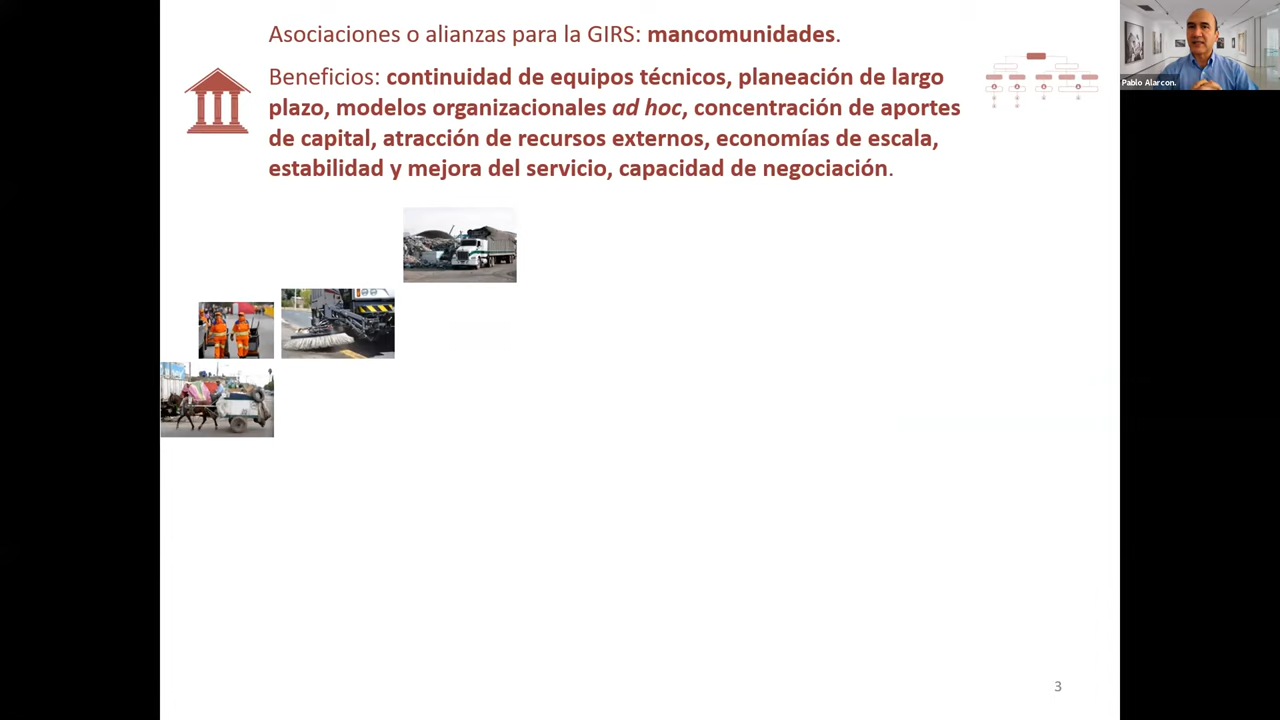 Asociaciones o alianzas para la GIRS: mancomunidades.
Beneficios: continuidad de equipos técnicos, planeación de largo
plazo, modelos organizacionales ad hoc, concentración de aportes
de capital, atracción de recursos externos, economías de escala,
estabilidad y mejora del servicio, capacidad de negociación.
Pablo Alarcon.
3